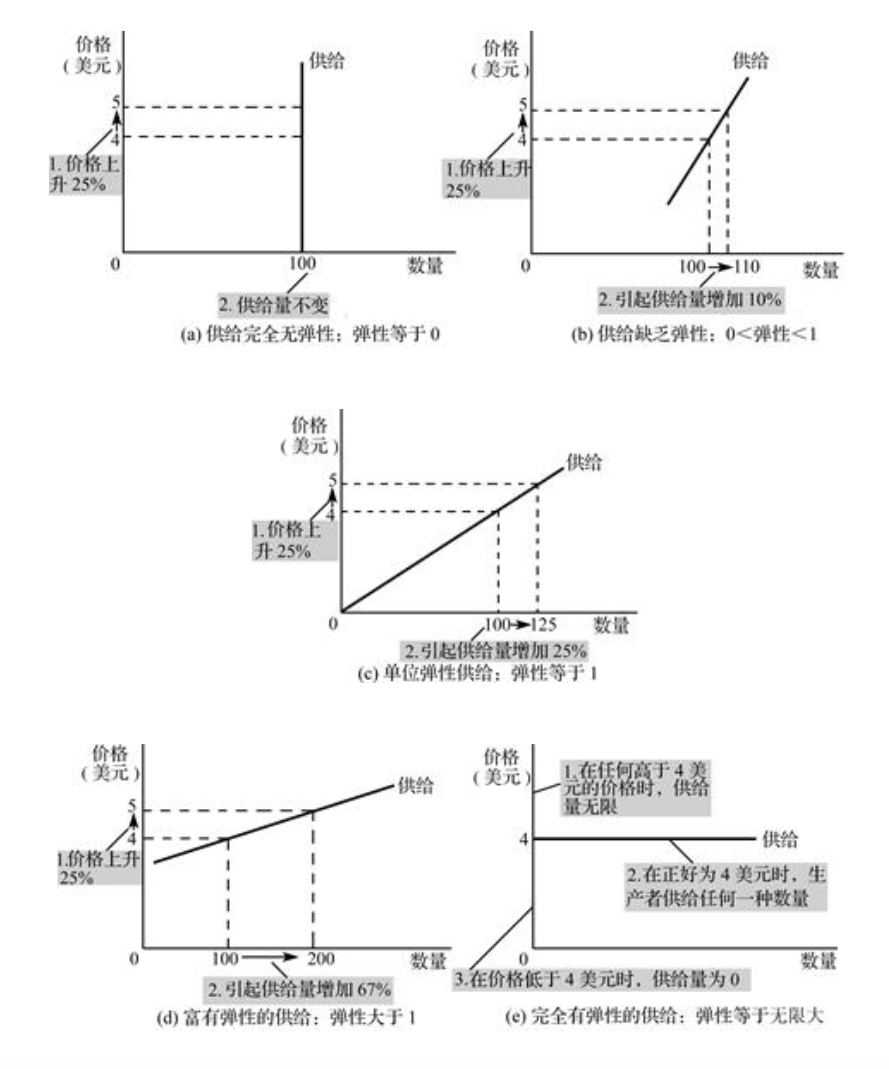 价格
(美元)
供给
5
4
1. 价格上
升 25%
0
100
数量
2. 供给量不变
(a) 供给完全无弹性：弹性等于 0
价格
(美元)
供给
5
4
1.价格上升
25%
0
100→110
数量
2. 引起供给量增加 10%
(b) 供给缺乏弹性：0＜弹性＜1
价格
(美元)
供给
5
4
1.价格上
升 25%
0
100→125
数量
2.引起供给量增加 25%
(c) 单位弹性供给：弹性等于 1
价格
(美元)
供给
5
4
1.价格上升
25%
0
100→200
数量
2. 引起供给量增加 67%
(d) 富有弹性的供给：弹性大于 1
价格
(美元)
1.在任何高于 4 美
元的价格时，供给
量无限
4
供给
2.在正好为 4 美元时，生
产者供给任何一种数量
0
数量
3.在价格低于 4 美元时，供给量为 0
(e) 完全有弹性的供给：弹性等于无限大